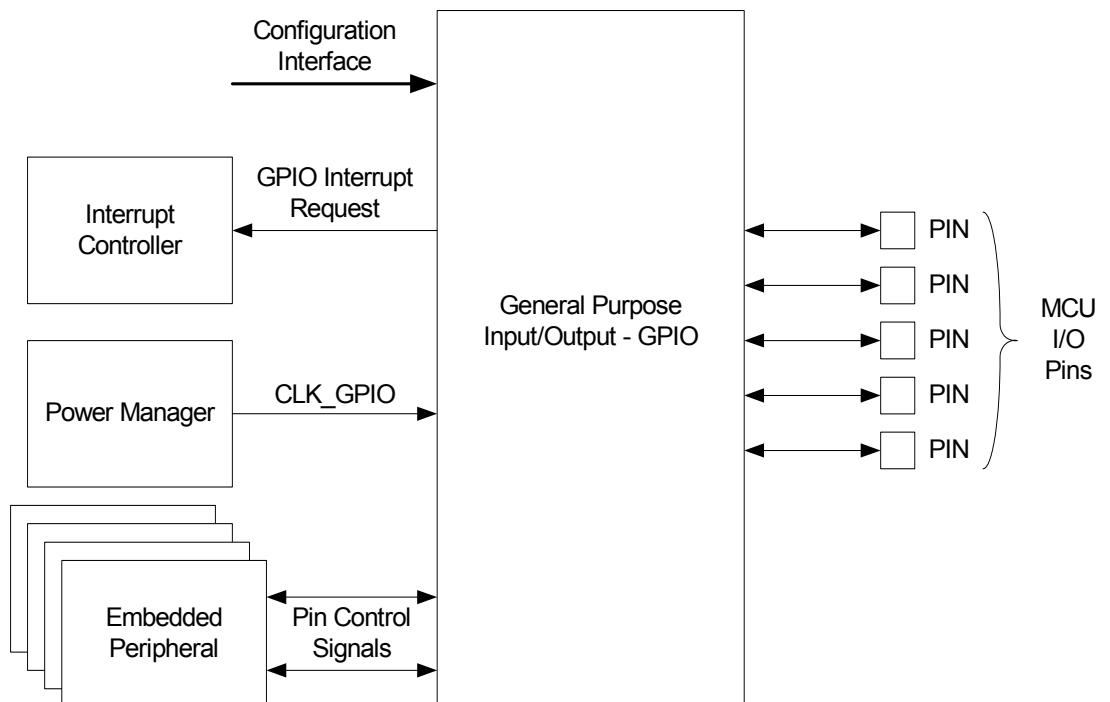 Configuration
Interface
Interrupt
Controller
GPIO Interrupt
Request
Power Manager
CLK_GPIO
Embedded
Peripheral
Pin Control
Signals
General Purpose
Input/Output - GPIO
PIN
PIN
PIN
PIN
PIN
MCU
I/O
Pins